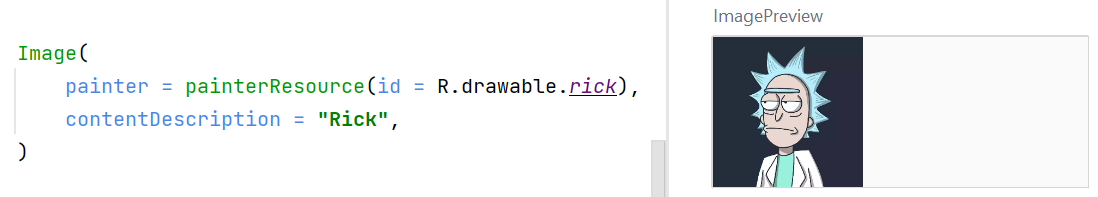 Image(
painter = painterResource(id = R.drawable.rick),
contentDescription = "Rick",
)
ImagePreview